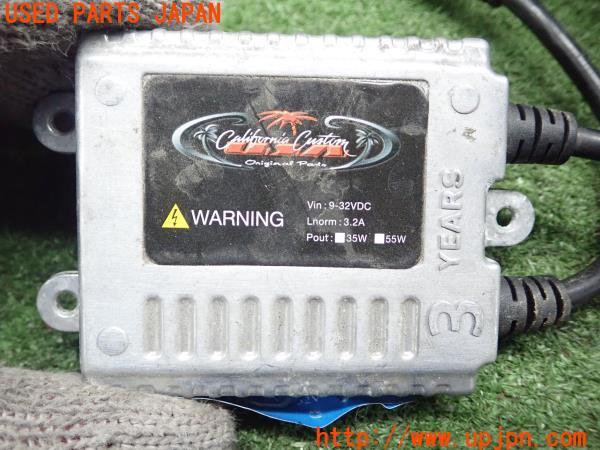 USED PARTS JAPAN
California Custom
Original Parts
WARNING
Vin : 9-32VDC
Lnorm : 3.2A
Pout : 35W 55W
3 YEARS
http://www.upjpn.com